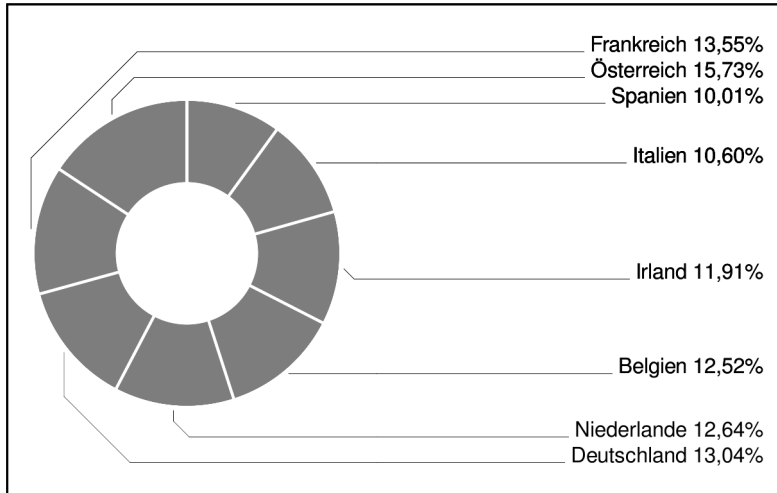 Frankreich 13,55%
Österreich 15,73%
Spanien 10,01%
Italien 10,60%
Irland 11,91%
Belgien 12,52%
Niederlande 12,64%
Deutschland 13,04%